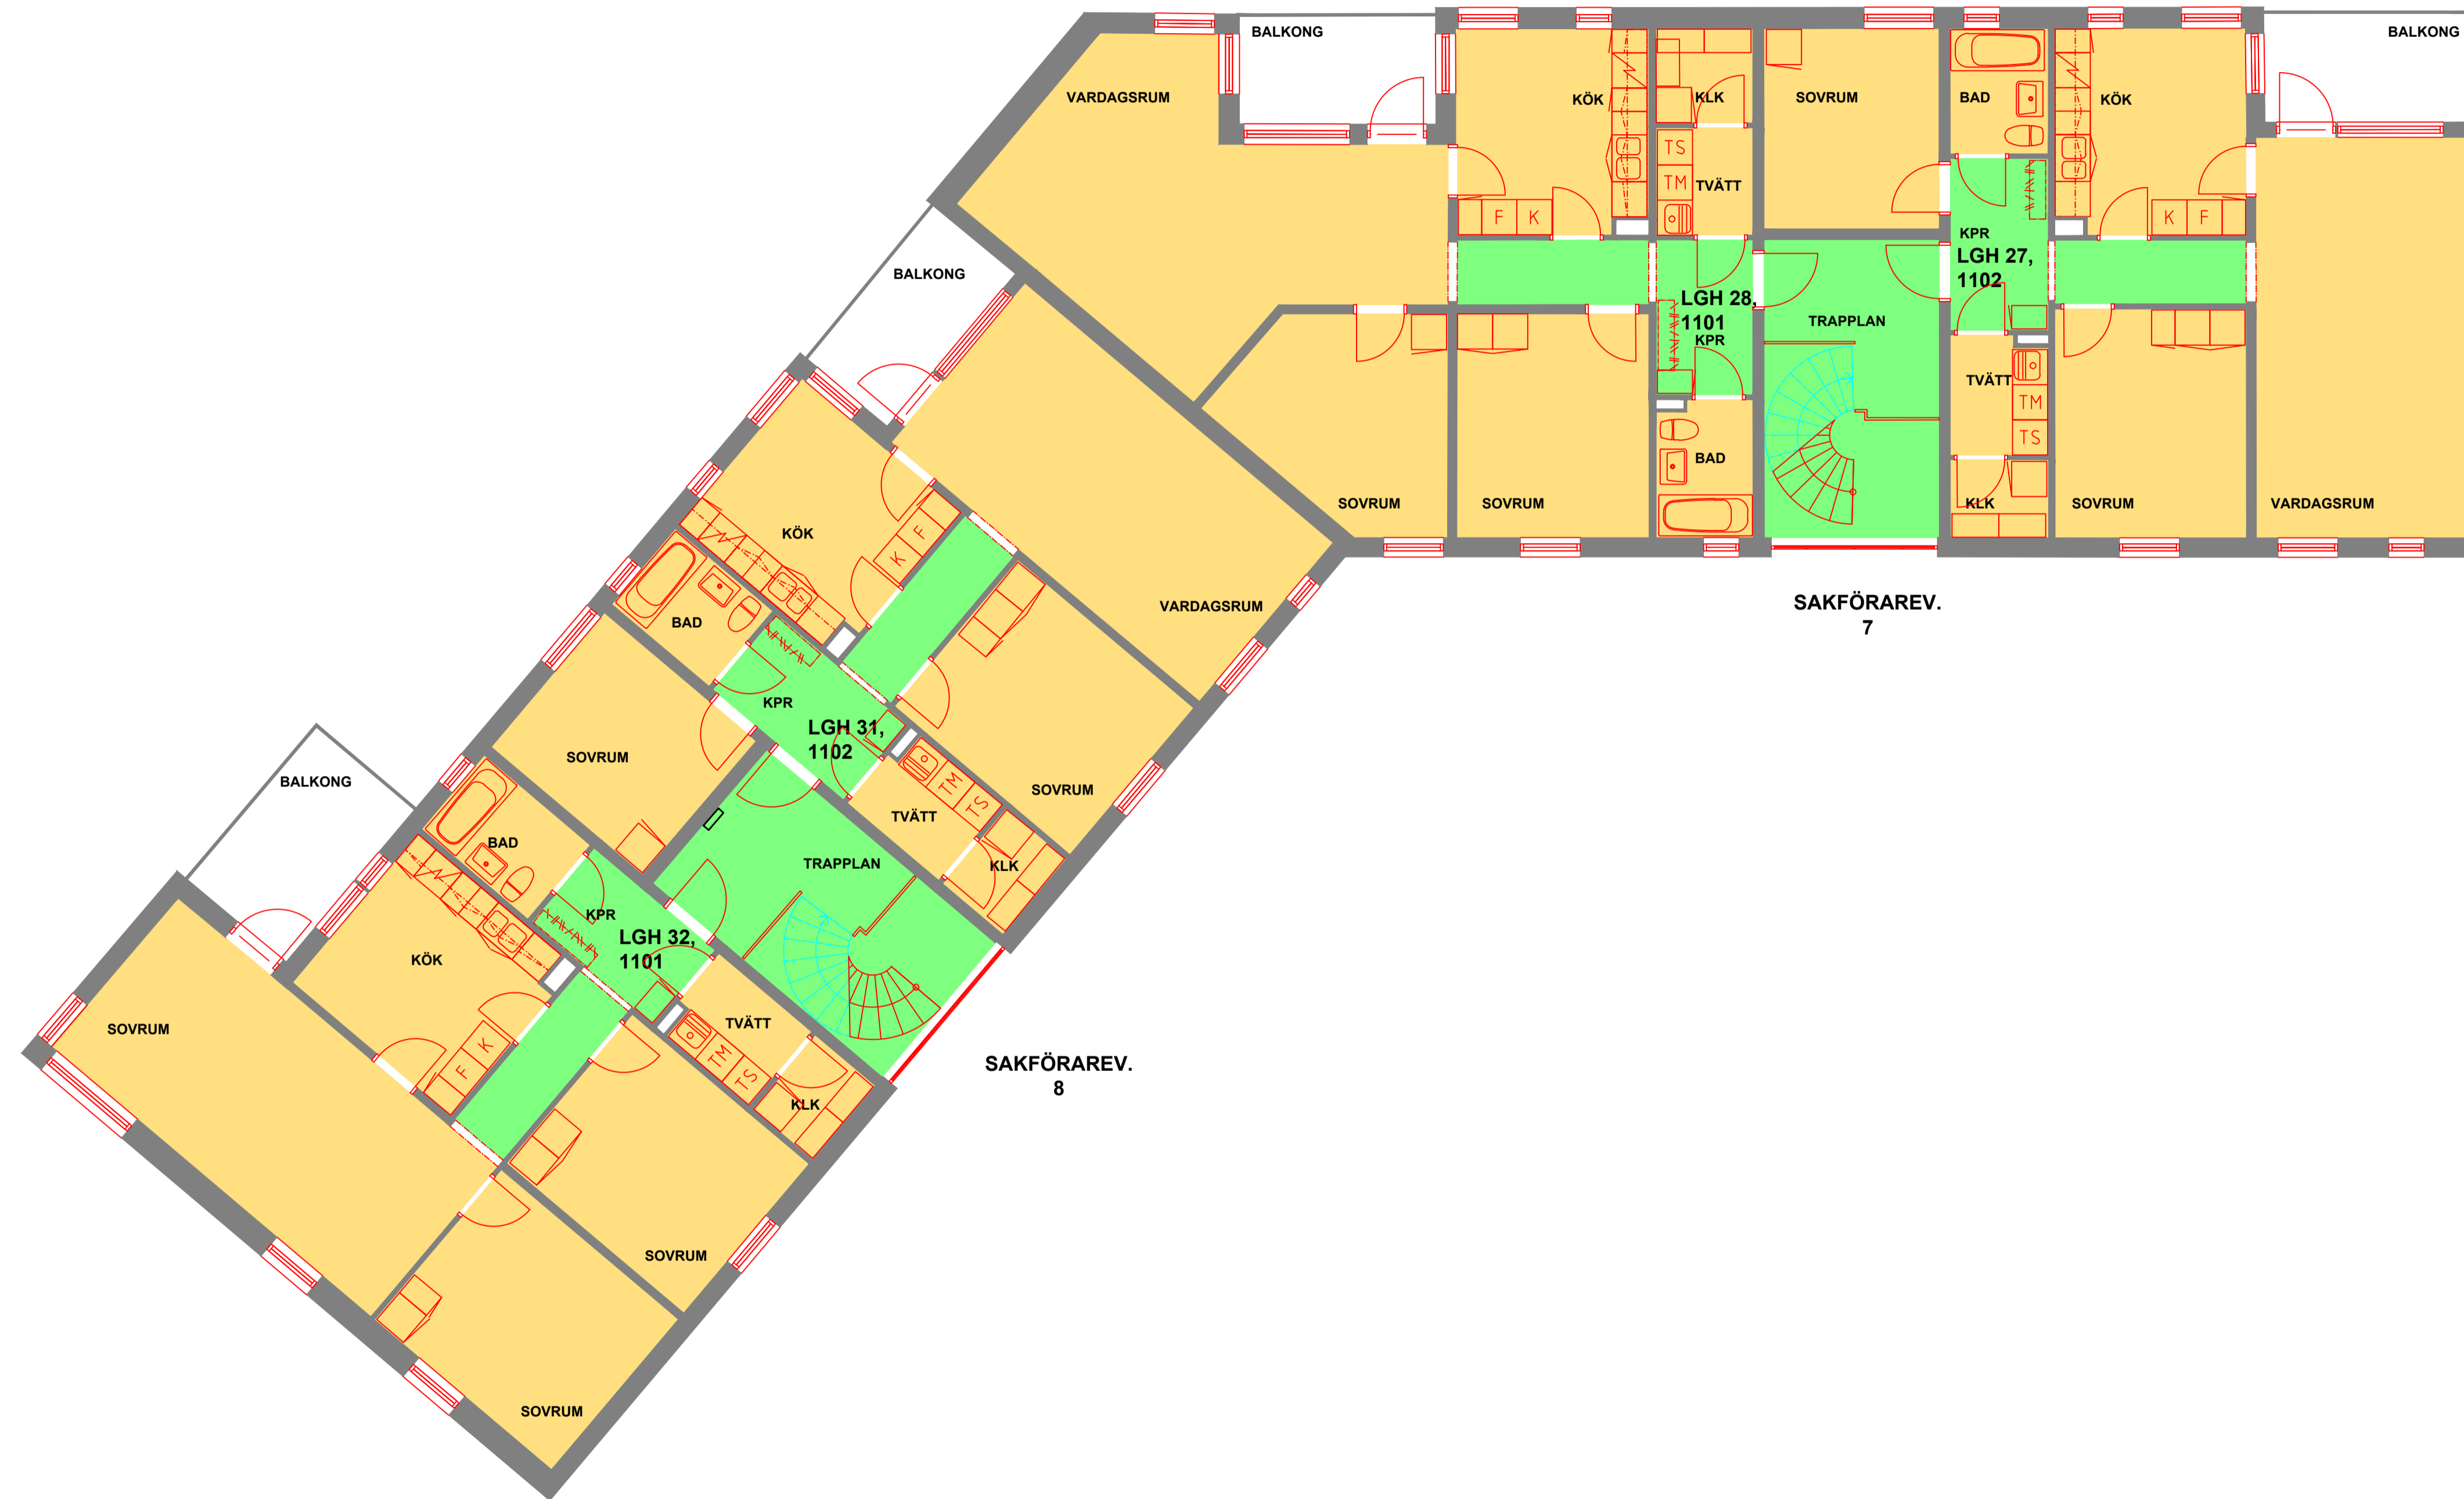 BALKONG
BALKONG
VARDAGSRUM
KÖK
KLK
SOVRUM
BAD
KÖK
TS
TM
TVÄTT
F K
K F
KPR
LGH 27,
1102
BALKONG
LGH 28,
1101
KPR
TRAPPLAN
TVÄTT
TM
TS
BAD
SOVRUM
SOVRUM
KLK
SOVRUM
VARDAGSRUM
KÖK
F
K
SAKFÖRAREV.
7
VARDAGSRUM
BAD
KPR
LGH 31,
1102
SOVRUM
BALKONG
TM
TS
SOVRUM
TVÄTT
BAD
TRAPPLAN
KLK
KPR
LGH 32,
1101
KÖK
SOVRUM
TVÄTT
K
F
TM
TS
KLK
SAKFÖRAREV.
8
SOVRUM
SOVRUM